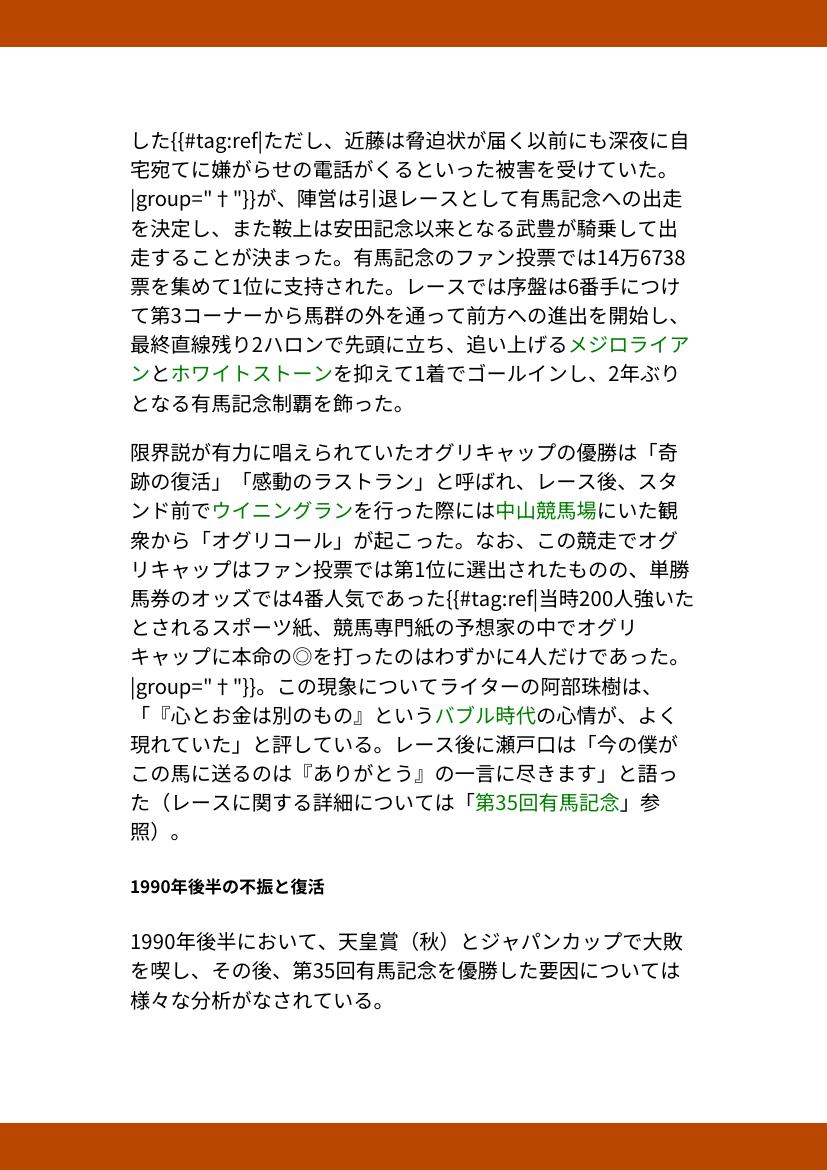 した{{#tag:ref|ただし、近藤は脅迫状が届く以前にも深夜に自
宅宛てに嫌がらせの電話がくるといった被害を受けていた。
|group="†"}}が、陣営は引退レースとして有馬記念への出走
を決定し、また鞍上は安田記念以来となる武豊が騎乗して出
走することが決まった。有馬記念のファン投票では14万6738
票を集めて1位に支持された。レースでは序盤は6番手につけ
て第3コーナーから馬群の外を通って前方への進出を開始し、
最終直線残り2ハロンで先頭に立ち、追い上げるメジロライア
ンとホワイトストーンを抑えて1着でゴールインし、2年ぶり
となる有馬記念制覇を飾った。
限界説が有力に唱えられていたオグリキャップの優勝は「奇
跡の復活」「感動のラストラン」と呼ばれ、レース後、スタ
ンド前でウイニングランを行った際には中山競馬場にいた観
衆から「オグリコール」が起こった。なお、この競走でオグ
リキャップはファン投票では第1位に選出されたものの、単勝
馬券のオッズでは4番人気であった{{#tag:ref|当時200人強いた
とされるスポーツ紙、競馬専門紙の予想家の中でオグリ
キャップに本命の◎を打ったのはわずかに4人だけであった。
|group="†"}}。この現象についてライターの阿部珠樹は、
「『心とお金は別のもの』というバブル時代の心情が、よく
現れていた」と評している。レース後に瀬戸口は「今の僕が
この馬に送るのは『ありがとう』の一言に尽きます」と語っ
た（レースに関する詳細については「第35回有馬記念」参
照）。
1990年後半の不振と復活
1990年後半において、天皇賞（秋）とジャパンカップで大敗
を喫し、その後、第35回有馬記念を優勝した要因については
様々な分析がなされている。